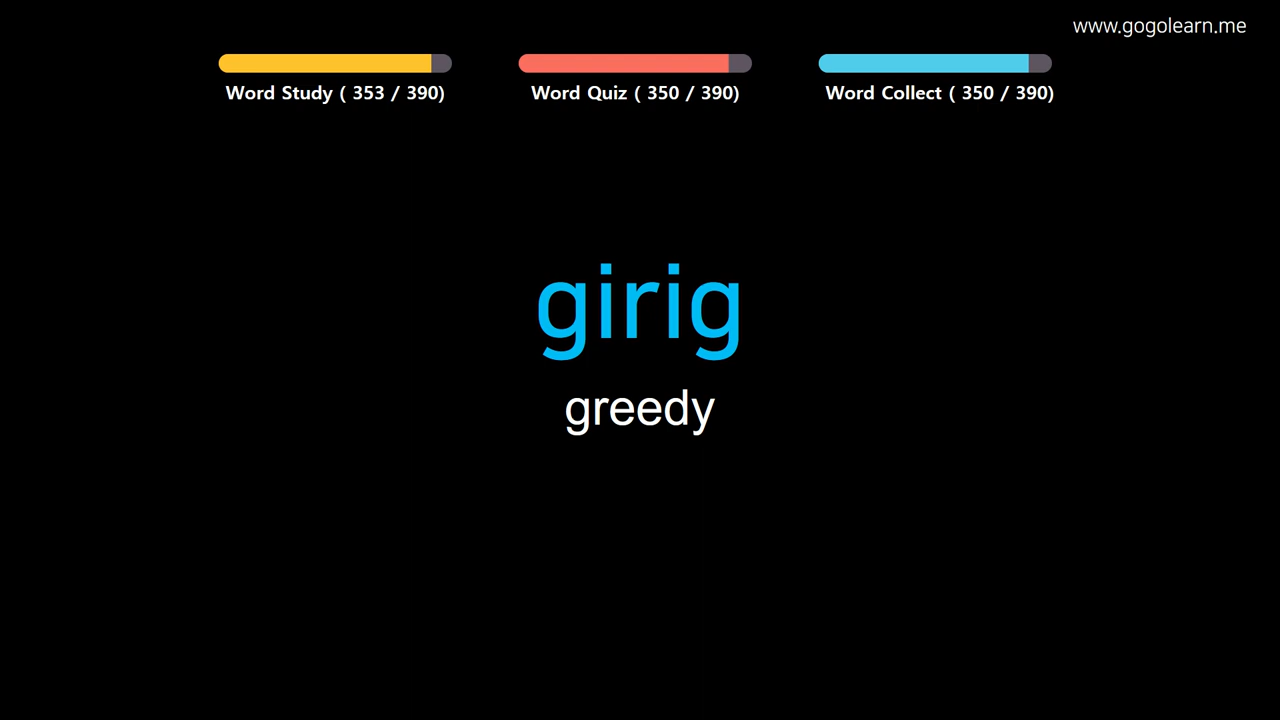 www.gogolearn.me
Word Study ( 353 / 390)
Word Quiz ( 350 / 390)
Word Collect ( 350 / 390)
girig
greedy